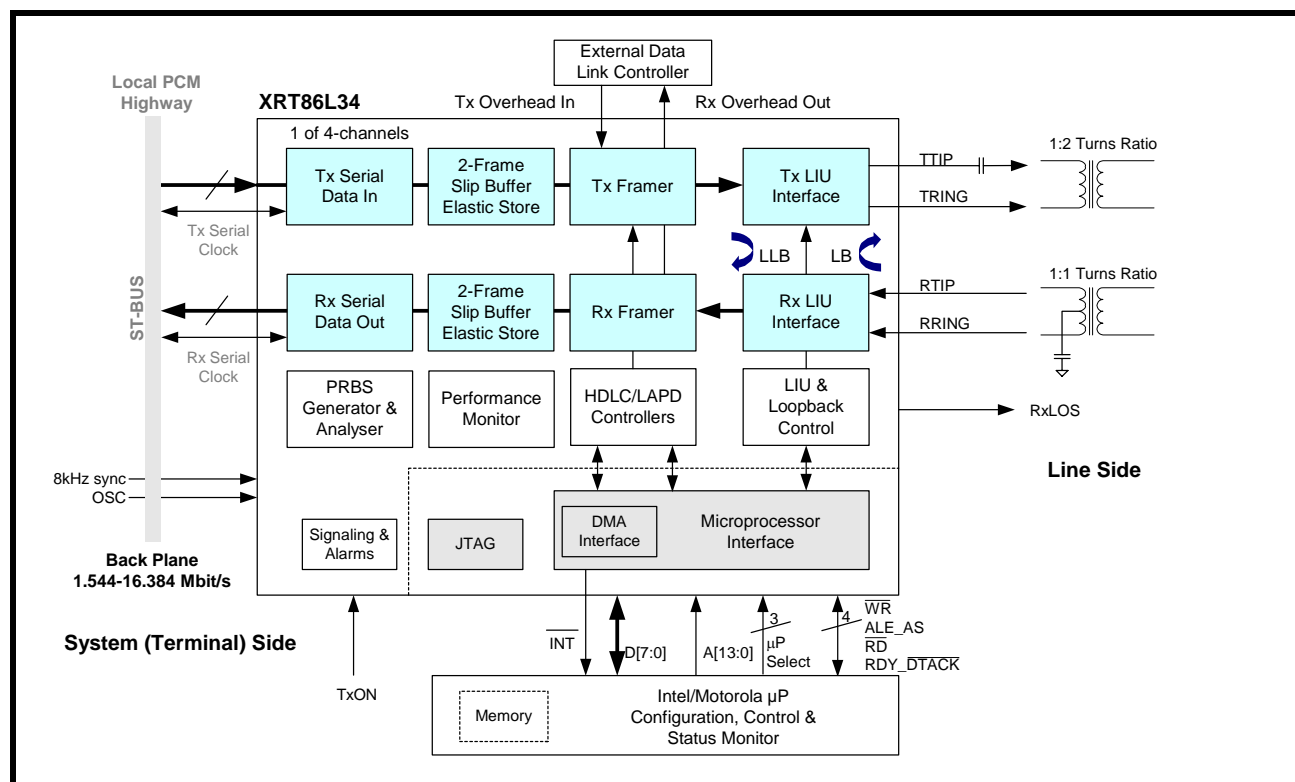 External Data
Link Controller
Local PCM
Highway
XRT86L34
Tx Overhead In
Rx Overhead Out
1 of 4-channels
Tx Serial
Data In
2-Frame
Slip Buffer
Elastic Store
Tx Framer
Tx LIU
Interface
TTIP
TRING
1:2 Turns Ratio
Tx Serial
Clock
LLB
LB
ST-BUS
Rx Serial
Data Out
2-Frame
Slip Buffer
Elastic Store
Rx Framer
Rx LIU
Interface
RTIP
RRING
1:1 Turns Ratio
Rx Serial
Clock
PRBS
Generator &
Analyser
Performance
Monitor
HDLC/LAPD
Controllers
LIU &
Loopback
Control
RxLOS
Line Side
8kHz sync
OSC
Signaling &
Alarms
JTAG
DMA
Interface
Microprocessor
Interface
Back Plane
1.544-16.384 Mbit/s
System (Terminal) Side
TxON
INT
D[7:0]
A[13:0]
3
µP
Select
4
WR
ALE_AS
RD
RDY_DTACK
Memory
Intel/Motorola µP
Configuration, Control &
Status Monitor